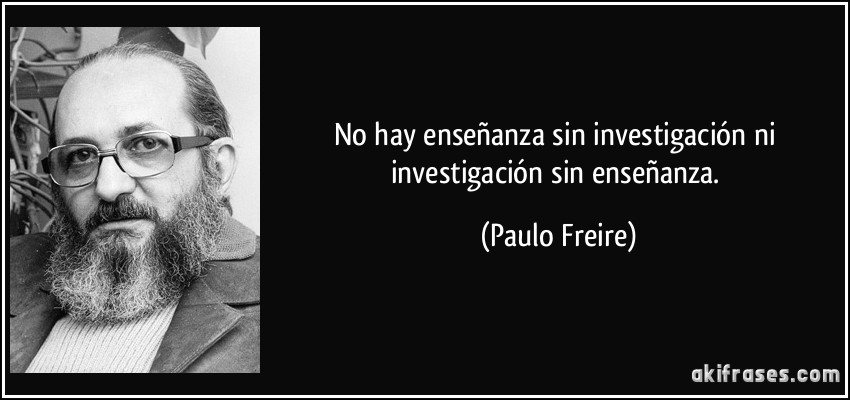 No hay enseñanza sin investigación ni
investigación sin enseñanza.
(Paulo Freire)
akifrases.com